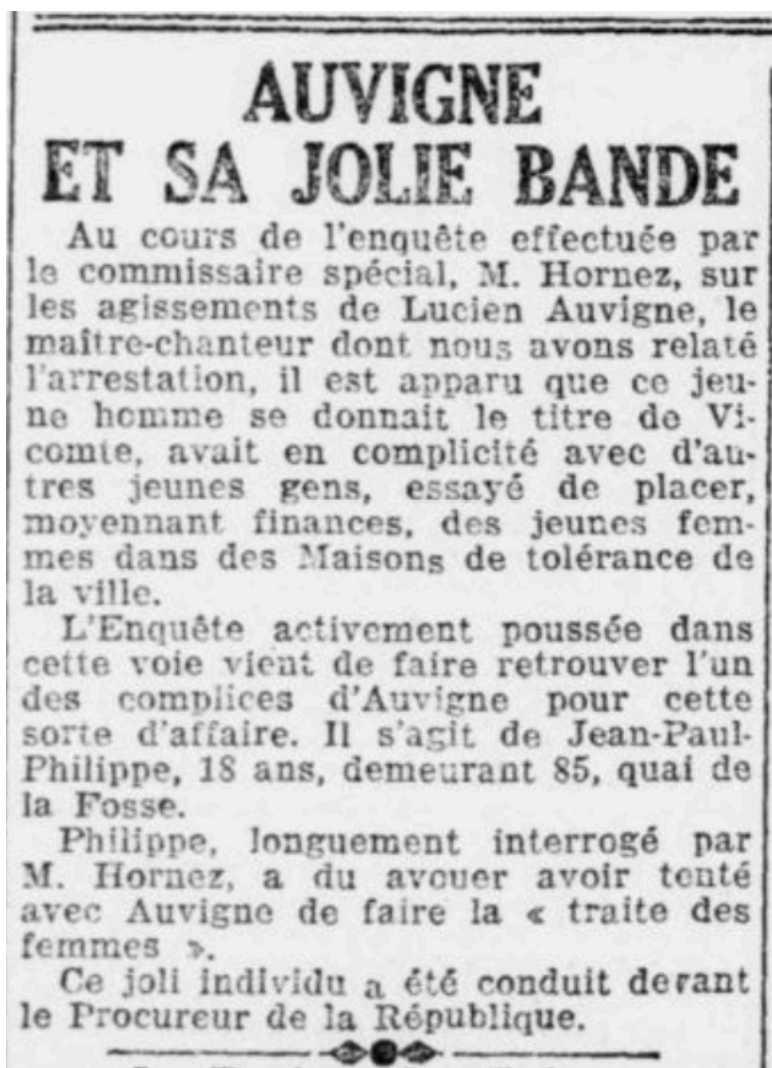 AUVIGNE
ET SA JOLIE BANDE
Au cours de l'enquête effectuée par
le commissaire spécial, M. Hornez, sur
les agissements de Lucien Auvigne, le
maître-chanteur dont nous avons relaté
l'arrestation, il est apparu que ce jeu-
ne homme se donnait le titre de Vi-
comte, avait en complicité avec d'au-
tres jeunes gens, essayé de placer,
moyennant finances, des jeunes fem-
mes dans des Maisons de tolérance de
la ville.
L'Enquête activement poussée dans
cette voie vient de faire retrouver l'un
des complices d'Auvigne pour cette
sorte d'affaire. Il s'agit de Jean-Paul-
Philippe, 18 ans, demeurant 85, quai de
la Fosse.
Philippe, longuement interrogé par
M. Hornez, a du avouer avoir tenté
avec Auvigne de faire la « traite des
femmes ».
Ce joli individu a été conduit devant
le Procureur de la République.